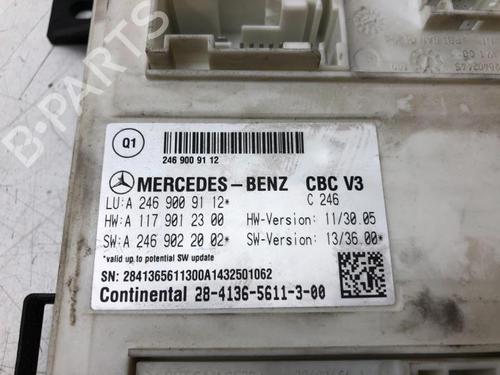 Q1
246 900 91 12
MERCEDES-BENZ CBC V3
LU: A 246 900 91 12* C 246
HW: A 117 901 23 00 HW-Version: 11/30.05
SW: A 246 902 20 02* SW-Version: 13/36.00*
*valid up to potential SW update
SN: 2841365611300A1432501062
Continental 28-4136-5611-3-00
B-PARTS